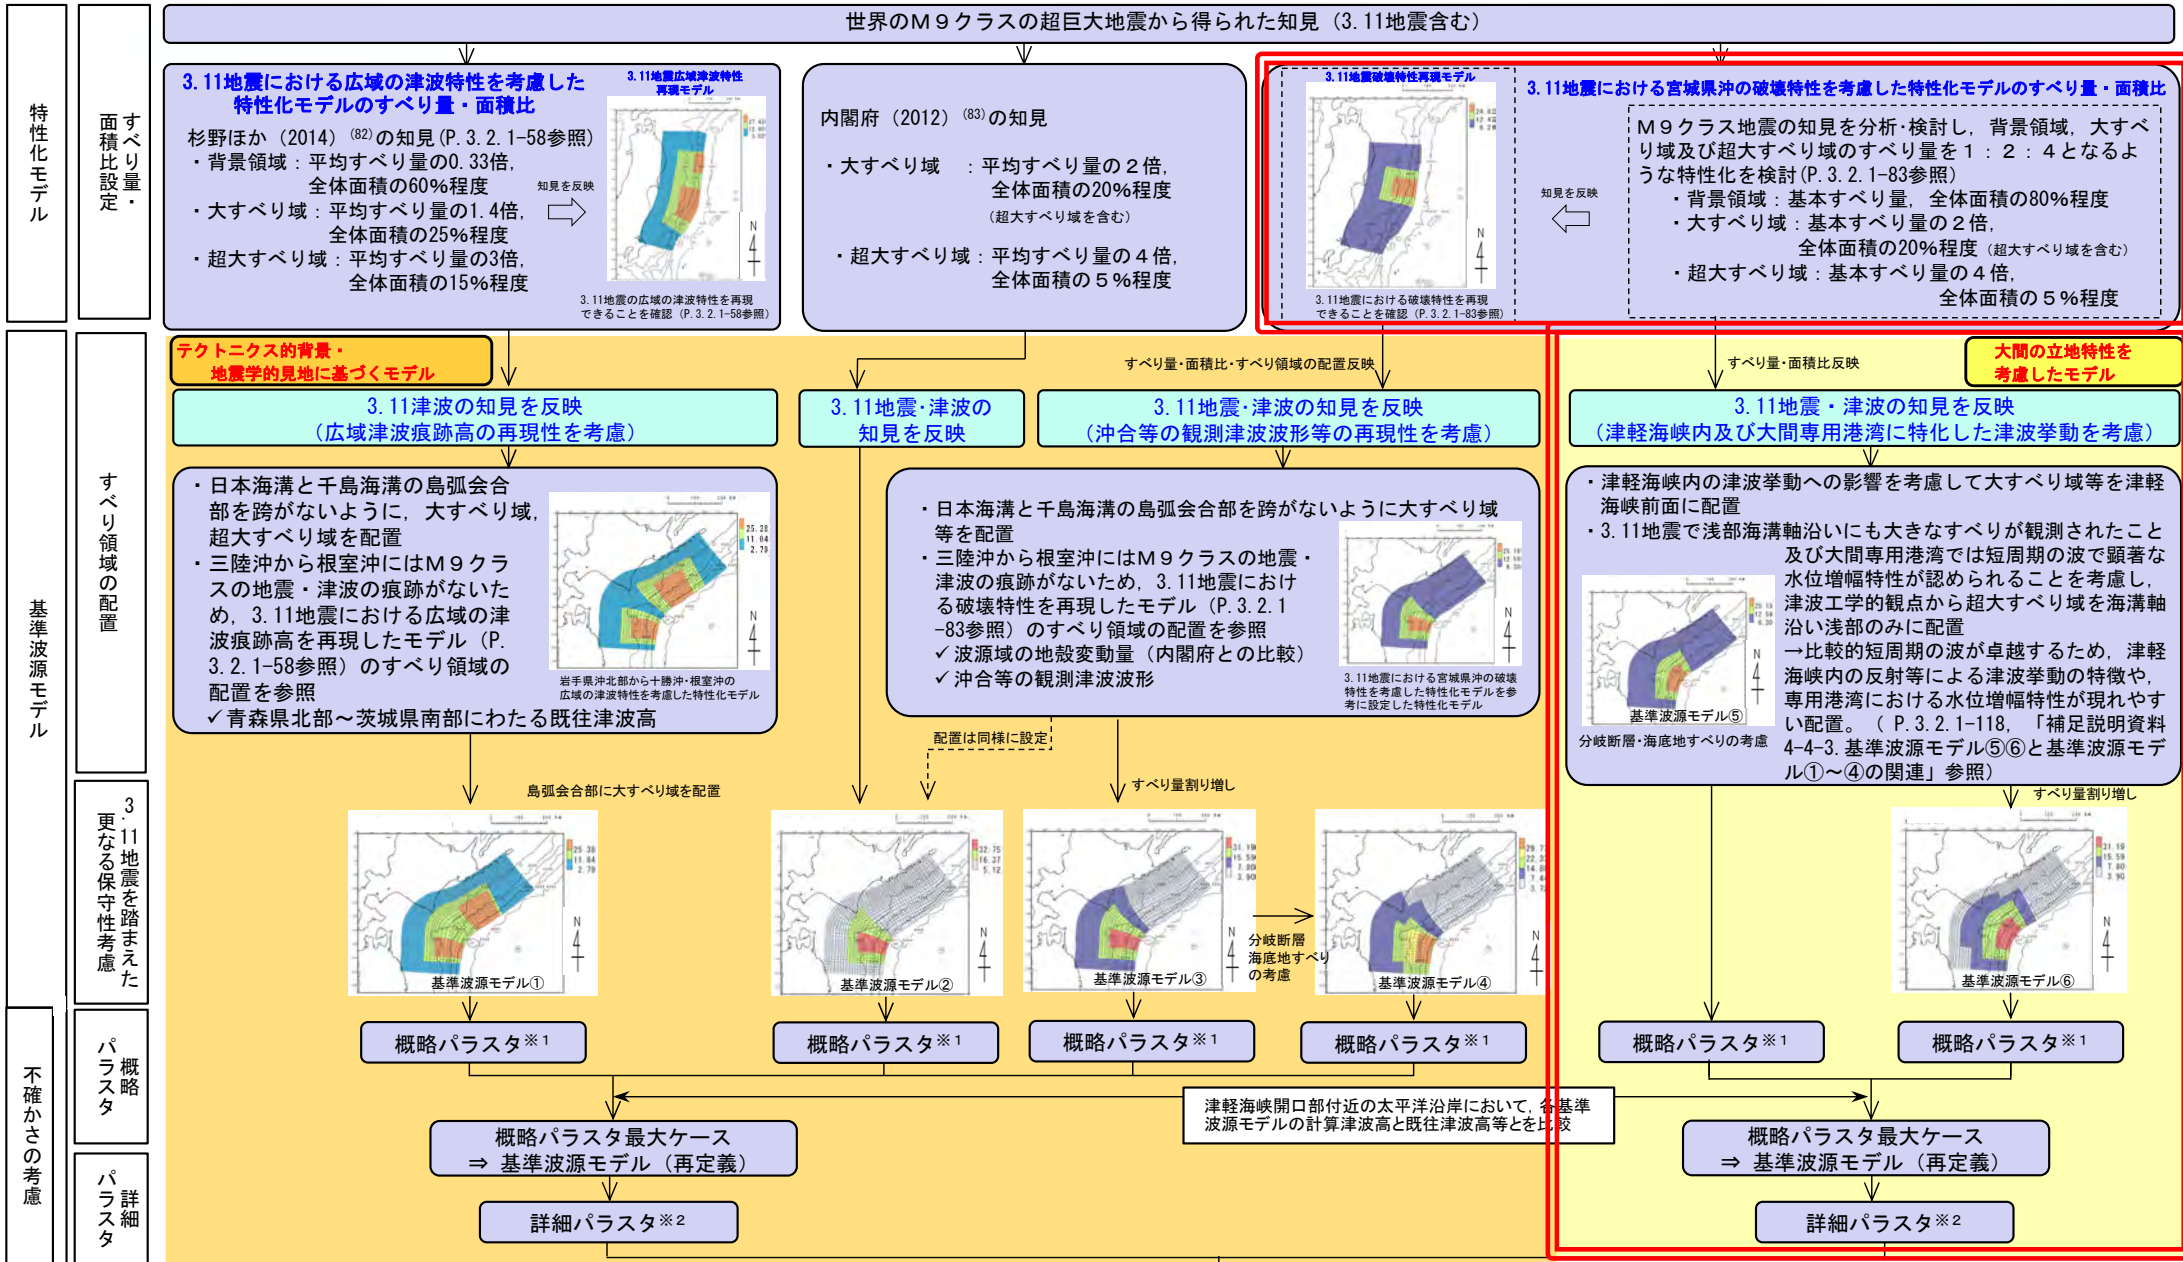 世界のM9クラスの超巨大地震から得られた知見(3.11地震含む)
特性化モデル
すべり量・
面積比設定
3.11地震における広域の津波特性を考慮した
特性化モデルのすべり量・面積比
杉野ほか(2014)(82)の知見(P.3.2.1-58参照)
・背景領域:平均すべり量の0.33倍,
全体面積の60%程度
・大すべり域:平均すべり量の1.4倍,
全体面積の25%程度
・超大すべり域:平均すべり量の3倍,
全体面積の15%程度
知見を反映
3.11地震広域津波特性
再現モデル
N
3.11地震の広域の津波特性を再現
できることを確認(P.3.2.1-58参照)
内閣府(2012)(83)の知見
・大すべり域 :平均すべり量の2倍,
全体面積の20%程度
(超大すべり域を含む)
・超大すべり域:平均すべり量の4倍,
全体面積の5%程度
3.11地震破壊特性再現モデル
N
3.11地震における破壊特性を再現
できることを確認(P.3.2.1-83参照)
知見を反映
3.11地震における宮城県沖の破壊特性を考慮した特性化モデルのすべり量・面積比
M9クラス地震の知見を分析・検討し,背景領域,大すべ
り域及び超大すべり域のすべり量を1:2:4となるよ
うな特性化を検討(P.3.2.1-83参照)
・背景領域:基本すべり量,全体面積の80%程度
・大すべり域:基本すべり量の2倍,
全体面積の20%程度(超大すべり域を含む)
・超大すべり域:基本すべり量の4倍,
全体面積の5%程度
基準波源モデル
すべり領域の配置
テクトニクス的背景・
地震学的見地に基づくモデル
すべり量・面積比・すべり領域の配置反映
すべり量・面積比反映
大間の立地特性を
考慮したモデル
3.11津波の知見を反映
(広域津波痕跡高の再現性を考慮)
3.11地震・津波の
知見を反映
3.11地震・津波の知見を反映
(沖合等の観測津波波形等の再現性を考慮)
3.11地震・津波の知見を反映
(津軽海峡内及び大間専用港湾に特化した津波挙動を考慮)
・日本海溝と千島海溝の島弧会合
部を跨がないように,大すべり域,
超大すべり域を配置
・三陸沖から根室沖にはM9クラ
スの地震・津波の痕跡がないた
め,3.11地震における広域の津
波痕跡高を再現したモデル(P.
3.2.1-58参照)のすべり領域の
配置を参照
✓青森県北部~茨城県南部にわたる既往津波高
25.38
11.84
2.79
N
岩手県沖北部から十勝沖・根室沖の
広域の津波特性を考慮した特性化モデル
・日本海溝と千島海溝の島弧会合部を跨がないように大すべり域
等を配置
・三陸沖から根室沖にはM9クラスの地震・
津波の痕跡がないため,3.11地震におけ
る破壊特性を再現したモデル(P.3.2.1
-83参照)のすべり領域の配置を参照
✓波源域の地殻変動量(内閣府との比較)
✓沖合等の観測津波波形
N
3.11地震における宮城県沖の破壊
特性を考慮した特性化モデルを参
考に設定した特性化モデル
・津軽海峡内の津波挙動への影響を考慮して大すべり域等を津軽
海峡前面に配置
・3.11地震で浅部海溝軸沿いにも大きなすべりが観測されたこと
及び大間専用港湾では短周期の波で顕著な
水位増幅特性が認められることを考慮し,
津波工学的観点から超大すべり域を海溝軸
沿い浅部のみに配置
→比較的短周期の波が卓越するため,津軽
海峡内の反射等による津波挙動の特徴や,
専用港湾における水位増幅特性が現れやす
い配置。( P.3.2.1-118,「補足説明資料
4-4-3.基準波源モデル⑤⑥と基準波源モデ
ル①~④の関連」参照)
N
基準波源モデル⑤
分岐断層・海底地すべりの考慮
3.11地震を踏まえた
更なる保守性考慮
島弧会合部に大すべり域を配置
配置は同様に設定
すべり量割り増し
すべり量割り増し
25.38
11.84
2.79
N
基準波源モデル①
32.75
16.37
5.12
N
基準波源モデル②
31.19
15.59
7.80
3.90
N
基準波源モデル③
分岐断層
海底地すべり
の考慮
N
基準波源モデル④
31.19
15.59
7.80
3.90
N
基準波源モデル⑥
不確かさの考慮
概略
パラスタ
概略パラスタ※1
概略パラスタ※1
概略パラスタ※1
概略パラスタ※1
概略パラスタ※1
概略パラスタ※1
津軽海峡開口部付近の太平洋沿岸において,各基準
波源モデルの計算津波高と既往津波高等とを比較
概略パラスタ最大ケース
⇒ 基準波源モデル(再定義)
概略パラスタ最大ケース
⇒ 基準波源モデル(再定義)
詳細
パラスタ
詳細パラスタ※2
詳細パラスタ※2